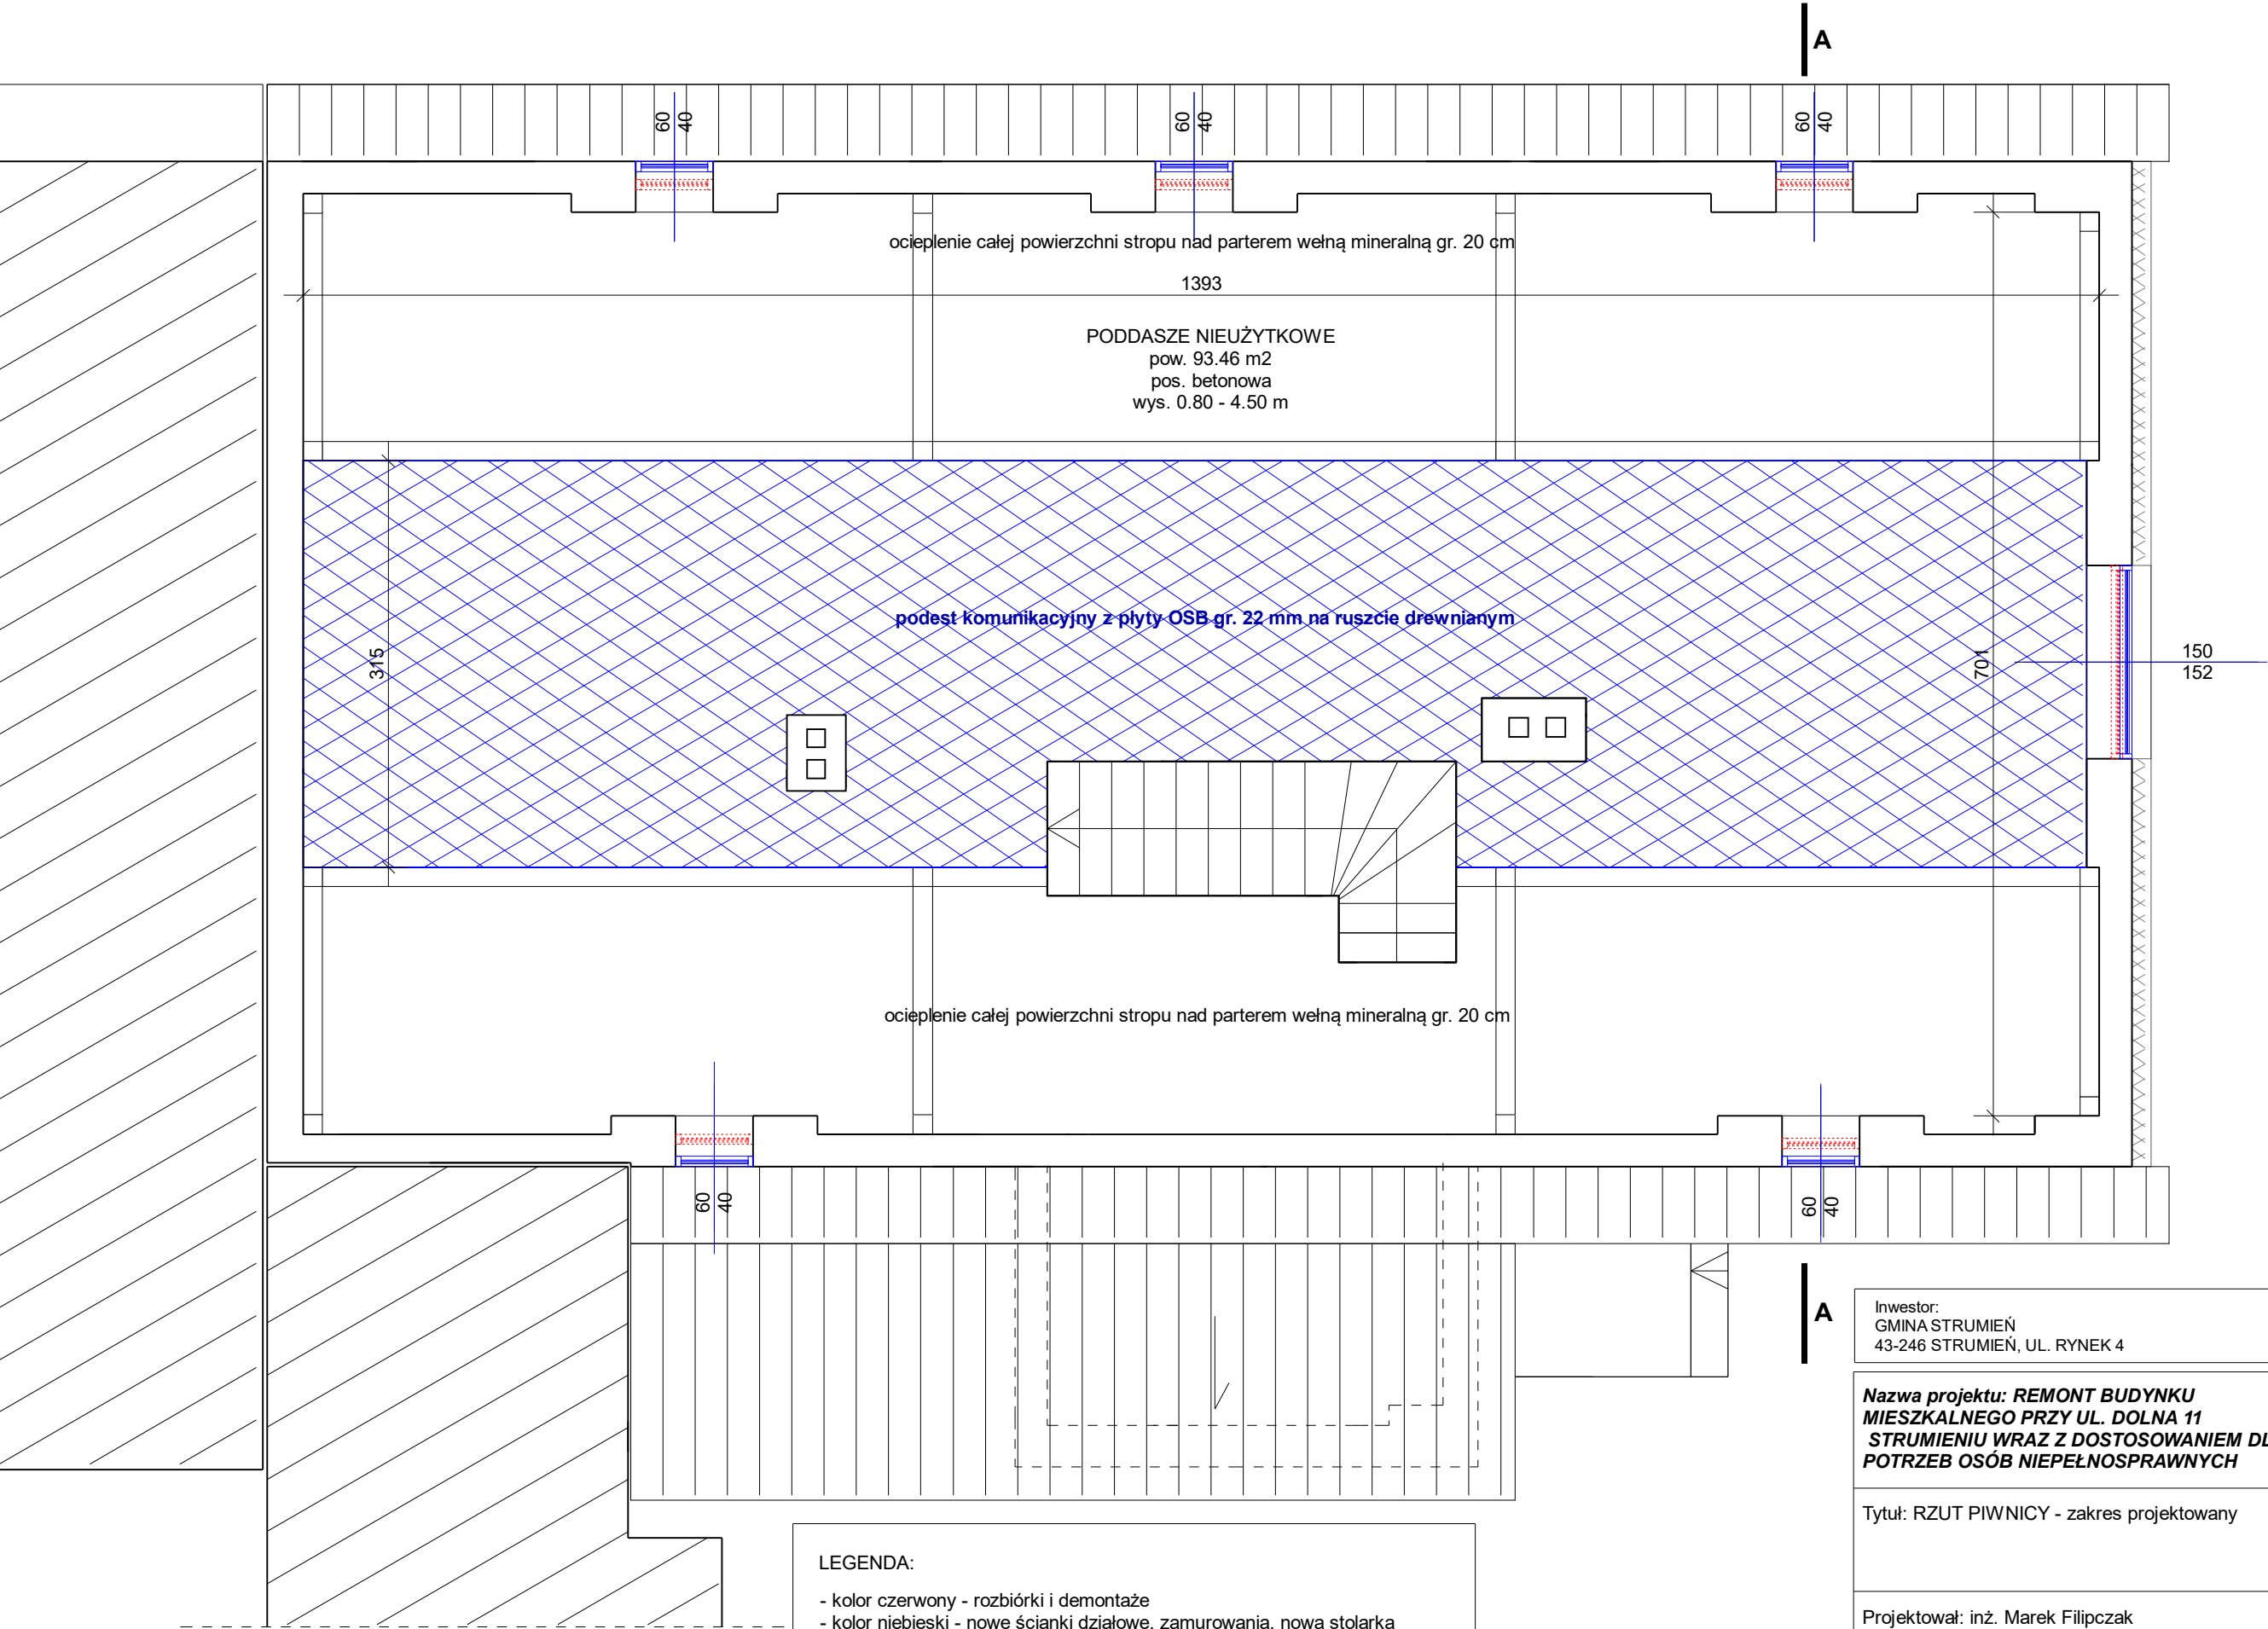 A
60
40
60
40
60
40
ocieplenie całej powierzchni stropu nad parterem wełną mineralną gr. 20 cm
1393
PODDASZE NIEUŻYTKOWE
pow. 93.46 m2
pos. betonowa
wys. 0.80 - 4.50 m
podest komunikacyjny z płyty OSB gr. 22 mm na ruszcie drewnianym
315
701
150
152
ocieplenie całej powierzchni stropu nad parterem wełną mineralną gr. 20 cm
60
40
60
40
A
Inwestor:
GMINA STRUMIEŃ
43-246 STRUMIEŃ, UL. RYNEK 4
Nazwa projektu: REMONT BUDYNKU
MIESZKALNEGO PRZY UL. DOLNA 11
STRUMIENIU WRAZ Z DOSTOSOWANIEM DL
POTRZEB OSÓB NIEPEŁNOSPRAWNYCH
Tytuł: RZUT PIWNICY - zakres projektowany
Projektował: inż. Marek Filipczak
LEGENDA:
- kolor czerwony - rozbiórki i demontaże
- kolor niebieski - nowe ścianki działowe, zamurowania, nowa stolarka